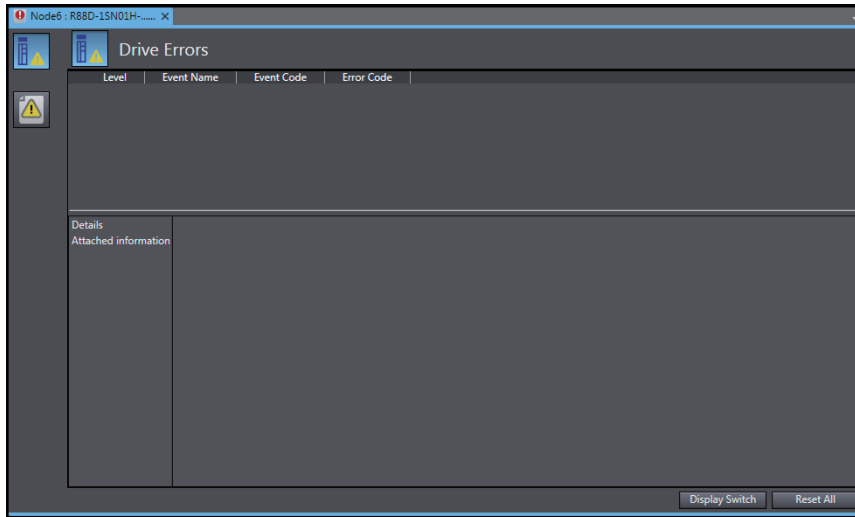 Node6 : R88D-1SN01H-...... X
Drive Errors
Level Event Name Event Code Error Code
Details
Attached information
Display Switch Reset All